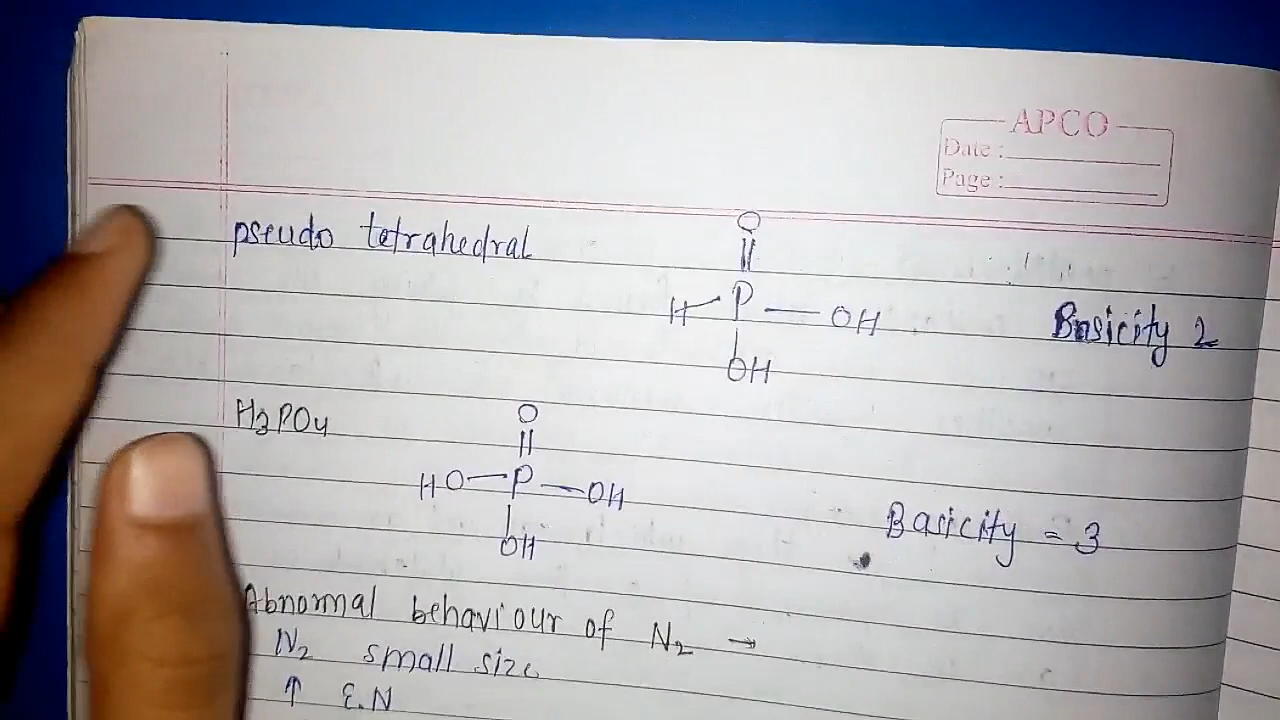 APCO
Date :
Page :
pseudo tetrahedral
O
||
H P OH Basicity 2
OH
H3PO4
O
||
HO-P-OH
OH
Basicity = 3
Abnormal behaviour of N2 →
N2 small size
↑ E.N